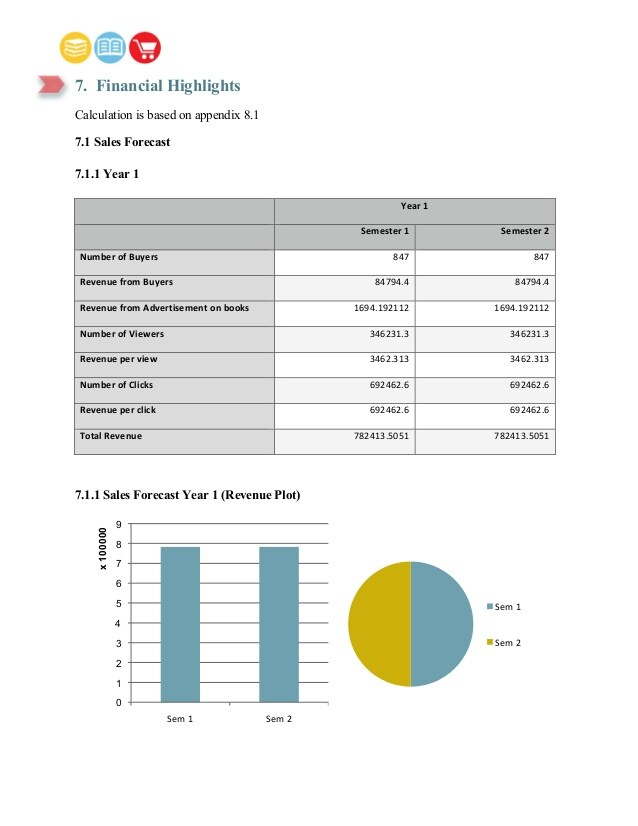 7. Financial Highlights
Calculation is based on appendix 8.1
7.1 Sales Forecast
7.1.1 Year 1
Year 1
Semester 1 Semester 2
Number of Buyers 847 847
Revenue from Buyers 84794.4 84794.4
Revenue from Advertisement on books 1694.192112 1694.192112
Number of Viewers 346231.3 346231.3
Revenue per view 3462.313 3462.313
Number of Clicks 692462.6 692462.6
Revenue per click 692462.6 692462.6
Total Revenue 782413.5051 782413.5051
7.1.1 Sales Forecast Year 1 (Revenue Plot)
x 100000
9
8
7
6
5
4
3
2
1
0
Sem 1 Sem 2
Sem 1
Sem 2